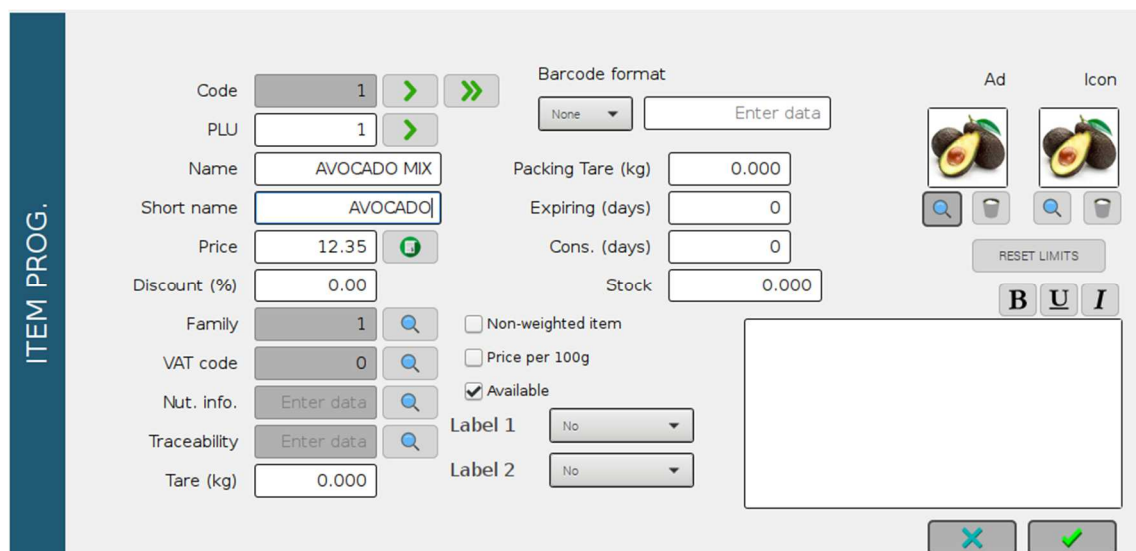 ITEM PROG.
Code 1
PLU 1
Name AVOCADO MIX
Short name AVOCADO
Price 12.35
Discount (%) 0.00
Family 1
VAT code 0
Nut. info. Enter data
Traceability Enter data
Tare (kg) 0.000
Barcode format
None Enter data
Packing Tare (kg) 0.000
Expiring (days) 0
Cons. (days) 0
Stock 0.000
Non-weighted item
Price per 100g
Available
Label 1 No
Label 2 No
Ad Icon
RESET LIMITS
B U I